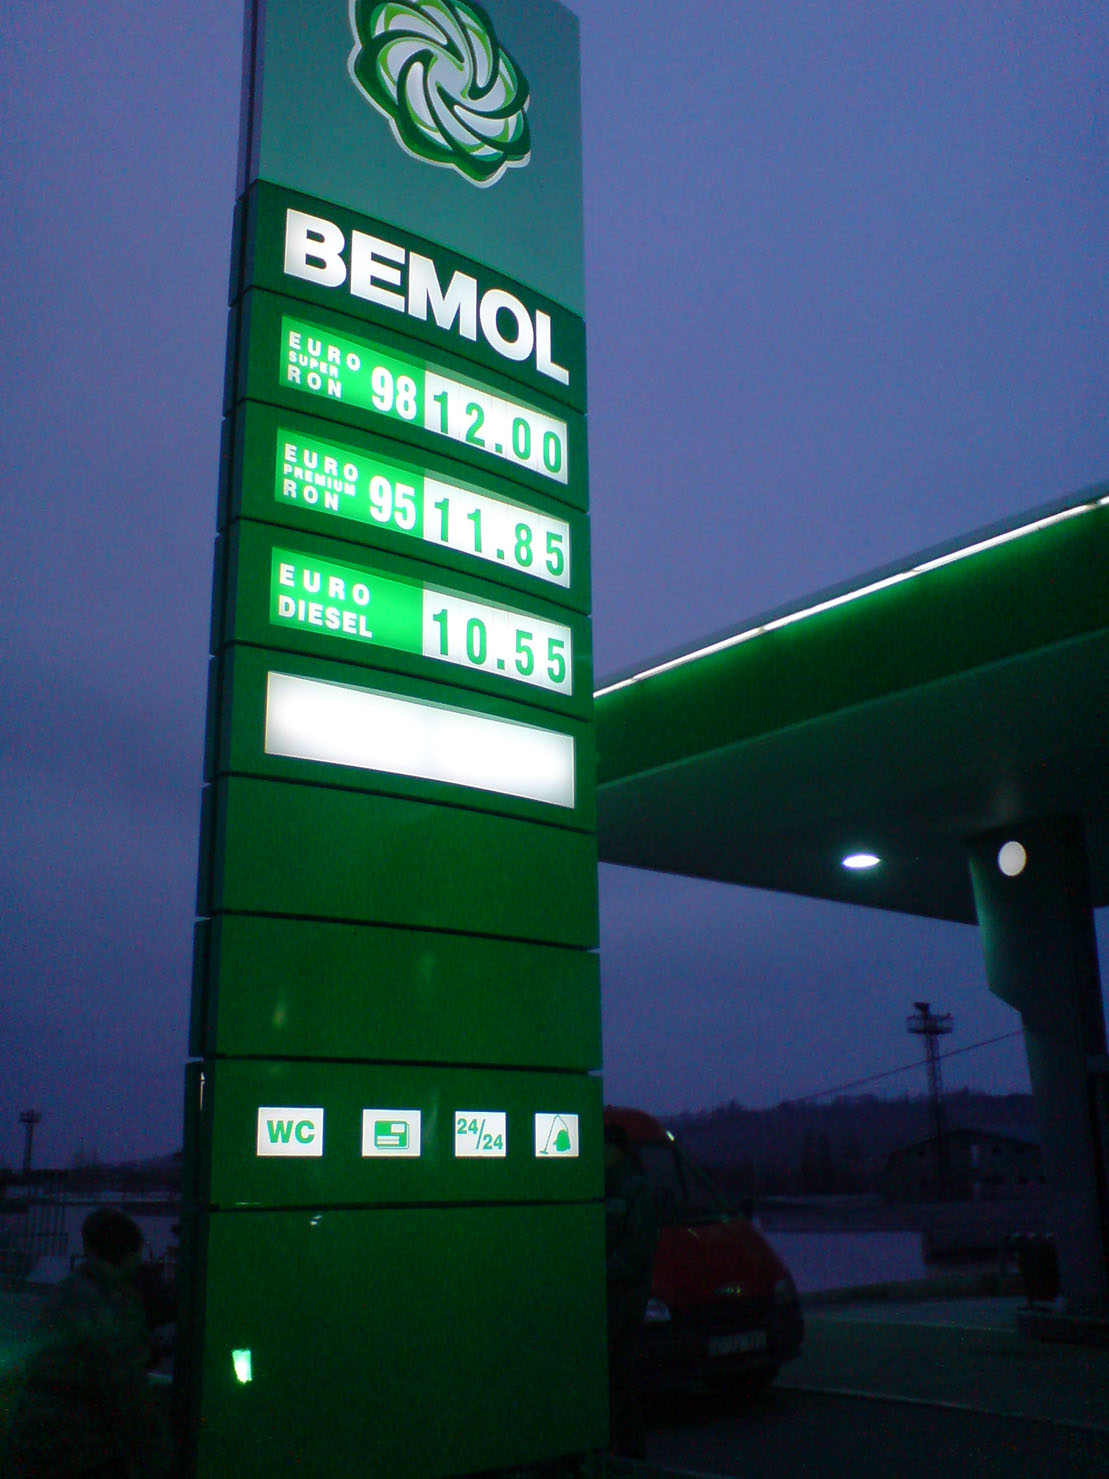 BEMOL
EURO
SUPER
RON
98 12.00
EURO
PREMIUM
RON
95 11.85
EURO
DIESEL
10.55
WC
24/24